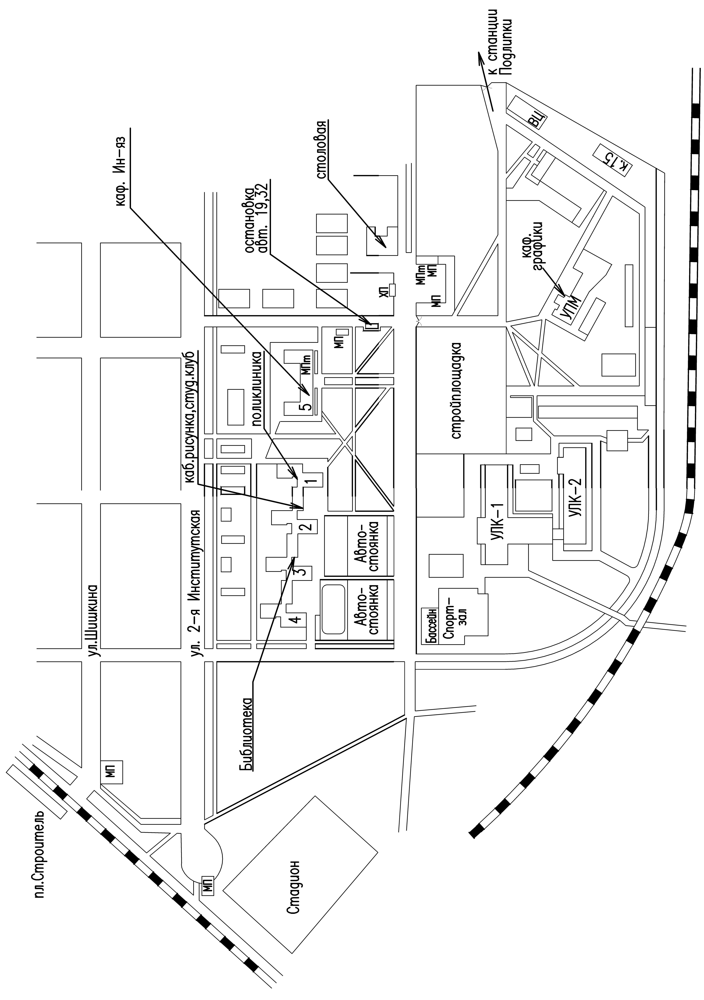 пл.Строитель
МП
МП
Стадион
ул.Шишкина
ул. 2-я Институтская
Библиотека
4
3
2
1
Авто-
стоянка
Авто-
стоянка
Бассейн
Спорт-
зал
УЛК-1
УЛК-2
каб.рисунка,студ.клуб
поликлиника
5
МПт
МП
стройплощадка
каф. Ин-яз
остановка
авт. 19,32
столовая
ХП
МП
МПт
МП
УПМ
каф.
графики
к.15
ВЦ
к станции
Подлипки